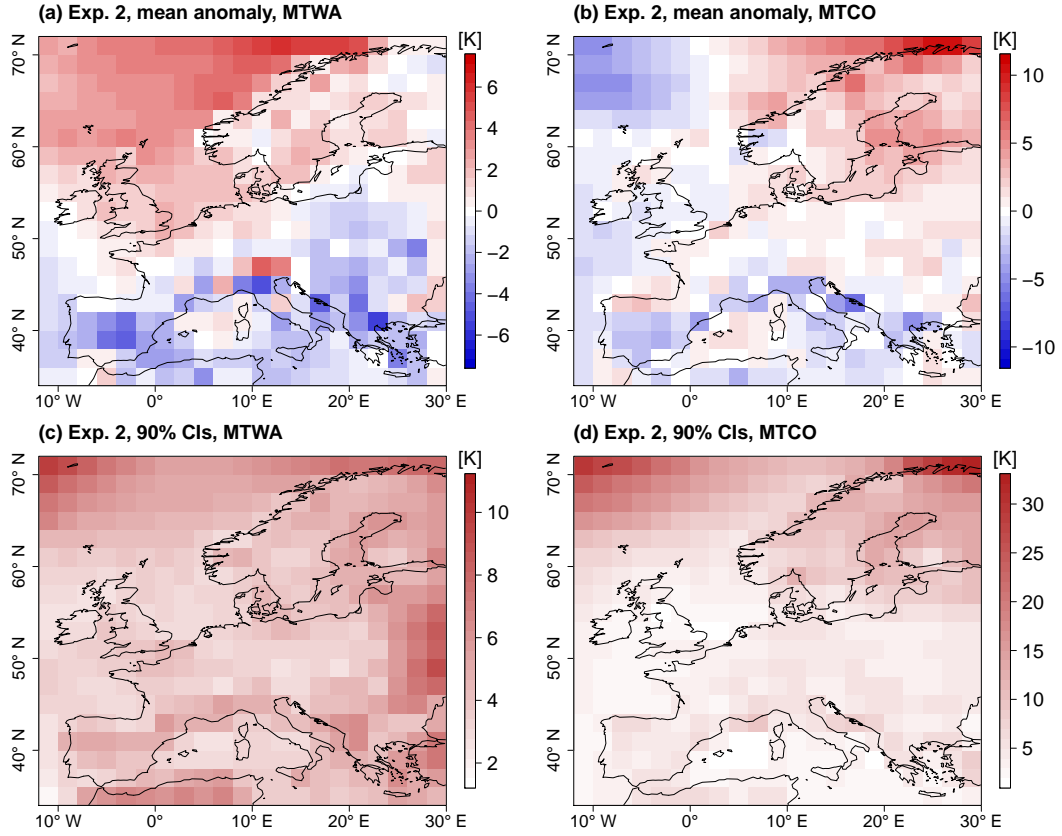 (a) Exp. 2, mean anomaly, MTWA
(b) Exp. 2, mean anomaly, MTCO
[K]
[K]
70° N
60° N
50° N
40° N
6
4
2
0
−2
−4
−6
70° N
60° N
50° N
40° N
10
5
0
−5
−10
10° W
0°
10° E
20° E
30° E
10° W
0°
10° E
20° E
30° E
(c) Exp. 2, 90% CIs, MTWA
(d) Exp. 2, 90% CIs, MTCO
[K]
[K]
70° N
60° N
50° N
40° N
10
8
6
4
2
70° N
60° N
50° N
40° N
30
25
20
15
10
5
10° W
0°
10° E
20° E
30° E
10° W
0°
10° E
20° E
30° E